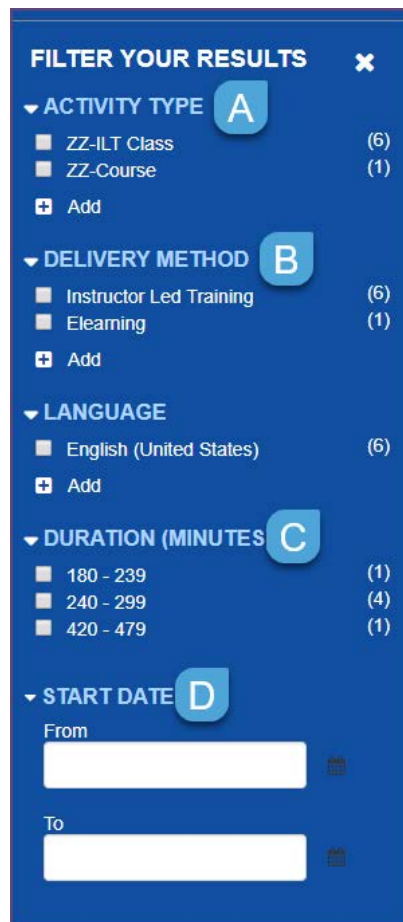 FILTER YOUR RESULTS
ACTIVITY TYPE A
ZZ-ILT Class (6)
ZZ-Course (1)
Add
DELIVERY METHOD B
Instructor Led Training (6)
Elearning (1)
Add
LANGUAGE
English (United States) (6)
Add
DURATION (MINUTES C
180 - 239 (1)
240 - 299 (4)
420 - 479 (1)
START DATE D
From
To